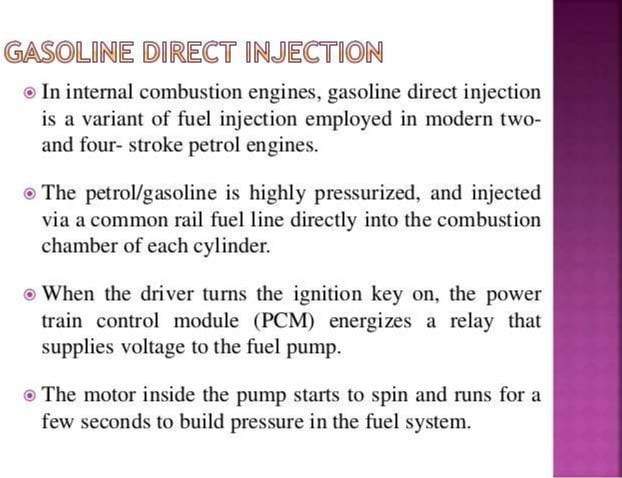 GASOLINE DIRECT INJECTION
In internal combustion engines, gasoline direct injection
is a variant of fuel injection employed in modern two-
and four- stroke petrol engines.
The petrol/gasoline is highly pressurized, and injected
via a common rail fuel line directly into the combustion
chamber of each cylinder.
When the driver turns the ignition key on, the power
train control module (PCM) energizes a relay that
supplies voltage to the fuel pump.
The motor inside the pump starts to spin and runs for a
few seconds to build pressure in the fuel system.